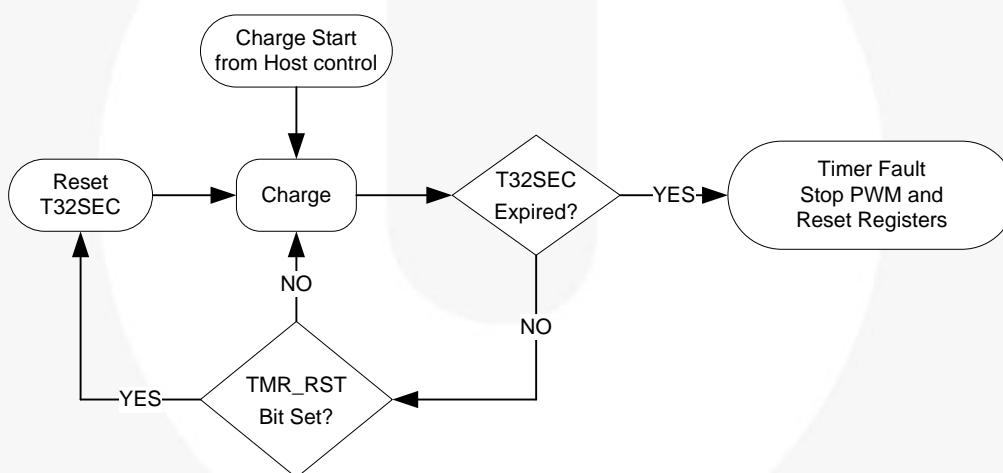 Charge Start
from Host control
Reset
T32SEC
Charge
T32SEC
Expired?
YES
Timer Fault
Stop PWM and
Reset Registers
NO
NO
TMR_RST
Bit Set?
YES